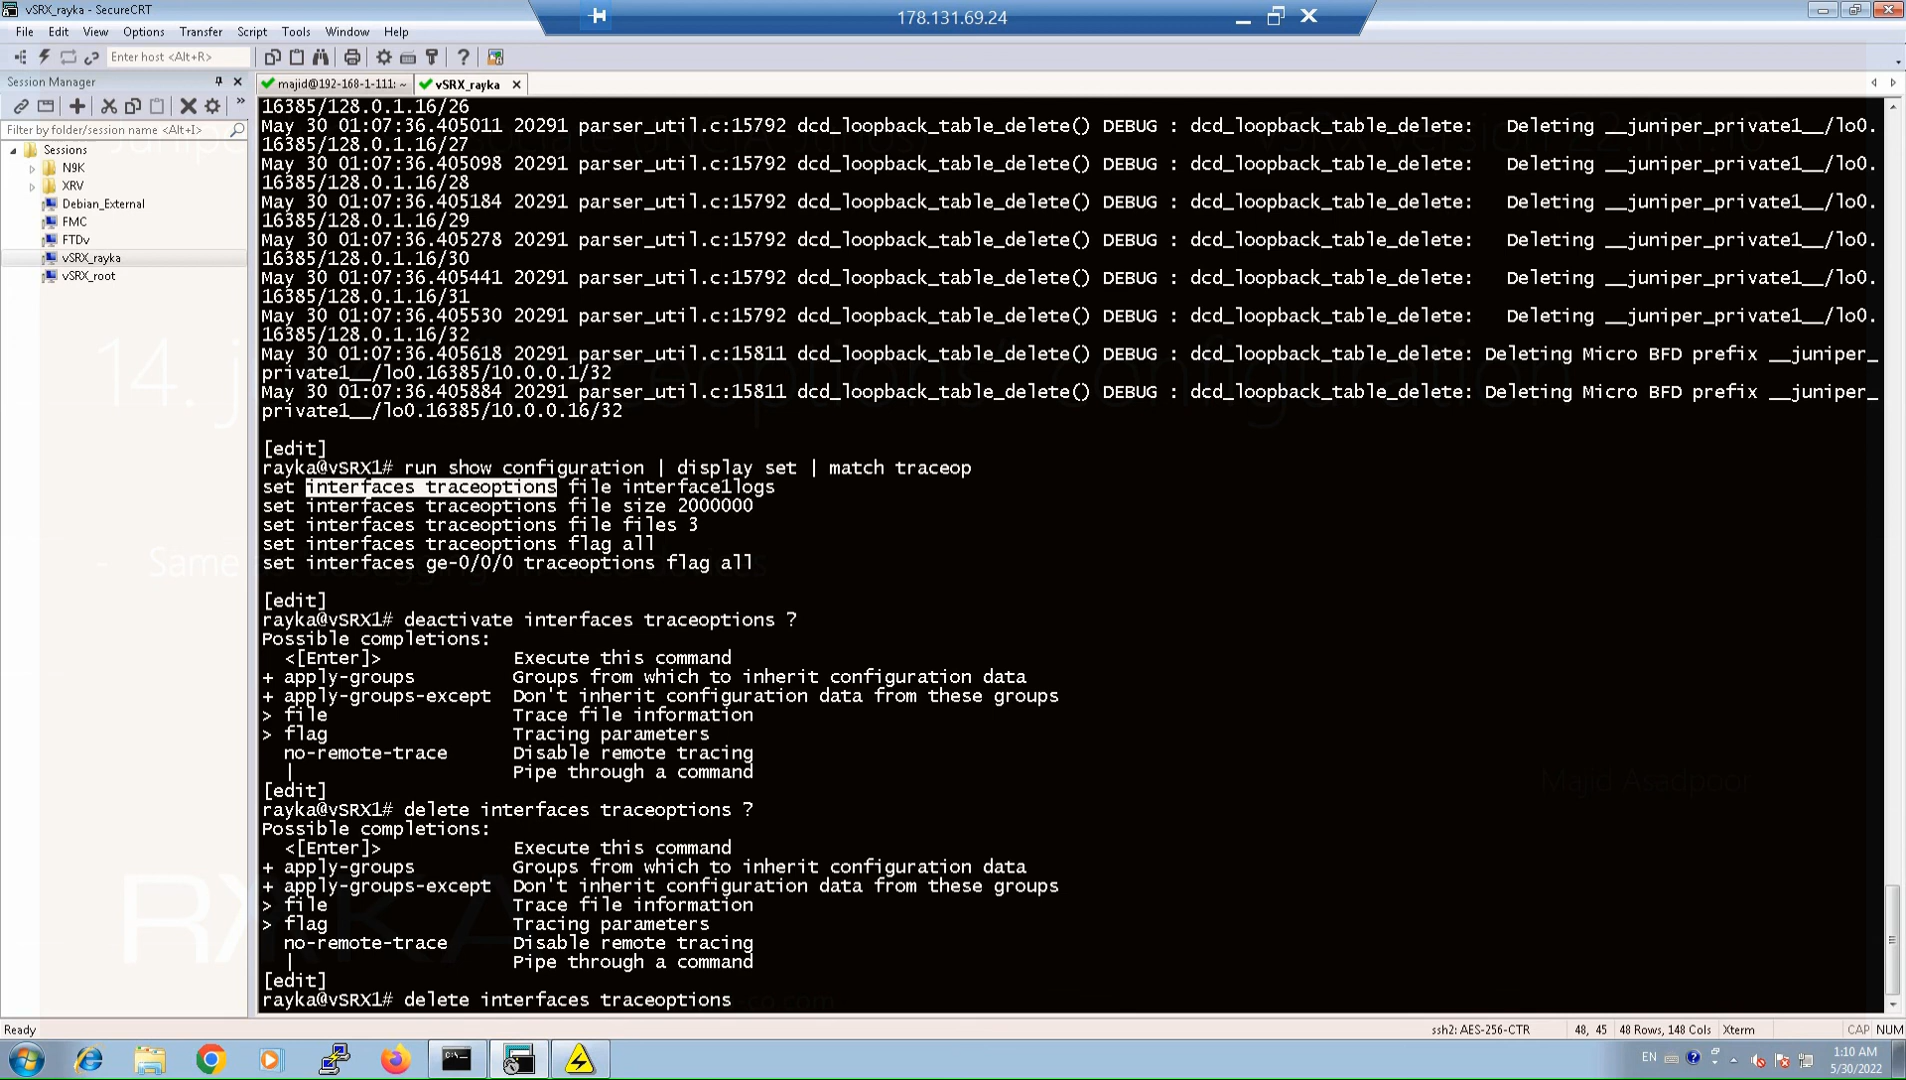 vSRX_rayka - SecureCRT
178.131.69.24
File Edit View Options Transfer Script Tools Window Help
Enter host <Alt+R>
Session Manager
majid@192-168-1-111: ~
vSRX_rayka
Filter by folder/session name <Alt+I>
Sessions
N9K
XRV
Debian_External
FMC
FTDv
vSRX_rayka
vSRX_root
16385/128.0.1.16/26
May 30 01:07:36.405011 20291 parser_util.c:15792 dcd_loopback_table_delete() DEBUG : dcd_loopback_table_delete:   Deleting __juniper_private1__/lo0.
16385/128.0.1.16/27
May 30 01:07:36.405098 20291 parser_util.c:15792 dcd_loopback_table_delete() DEBUG : dcd_loopback_table_delete:   Deleting __juniper_private1__/lo0.
16385/128.0.1.16/28
May 30 01:07:36.405184 20291 parser_util.c:15792 dcd_loopback_table_delete() DEBUG : dcd_loopback_table_delete:   Deleting __juniper_private1__/lo0.
16385/128.0.1.16/29
May 30 01:07:36.405278 20291 parser_util.c:15792 dcd_loopback_table_delete() DEBUG : dcd_loopback_table_delete:   Deleting __juniper_private1__/lo0.
16385/128.0.1.16/30
May 30 01:07:36.405441 20291 parser_util.c:15792 dcd_loopback_table_delete() DEBUG : dcd_loopback_table_delete:   Deleting __juniper_private1__/lo0.
16385/128.0.1.16/31
May 30 01:07:36.405530 20291 parser_util.c:15792 dcd_loopback_table_delete() DEBUG : dcd_loopback_table_delete:   Deleting __juniper_private1__/lo0.
16385/128.0.1.16/32
May 30 01:07:36.405618 20291 parser_util.c:15811 dcd_loopback_table_delete() DEBUG : dcd_loopback_table_delete: Deleting Micro BFD prefix __juniper_
private1__/lo0.16385/10.0.0.1/32
May 30 01:07:36.405884 20291 parser_util.c:15811 dcd_loopback_table_delete() DEBUG : dcd_loopback_table_delete: Deleting Micro BFD prefix __juniper_
private1__/lo0.16385/10.0.0.16/32
[edit]
rayka@vSRX1# run show configuration | display set | match traceop
set interfaces traceoptions file interface1logs
set interfaces traceoptions file size 2000000
set interfaces traceoptions file files 3
set interfaces traceoptions flag all
set interfaces ge-0/0/0 traceoptions flag all
[edit]
rayka@vSRX1# deactivate interfaces traceoptions ?
Possible completions:
<[Enter]> Execute this command
+ apply-groups Groups from which to inherit configuration data
+ apply-groups-except Don't inherit configuration data from these groups
> file Trace file information
> flag Tracing parameters
no-remote-trace Disable remote tracing
| Pipe through a command
[edit]
rayka@vSRX1# delete interfaces traceoptions ?
Possible completions:
<[Enter]> Execute this command
+ apply-groups Groups from which to inherit configuration data
+ apply-groups-except Don't inherit configuration data from these groups
> file Trace file information
> flag Tracing parameters
no-remote-trace Disable remote tracing
| Pipe through a command
[edit]
rayka@vSRX1# delete interfaces traceoptions
Majid Asadpoor
Ready
ssh2: AES-256-CTR 48, 45 48 Rows, 148 Cols Xterm CAP NUM
EN
1:10 AM
5/30/2022